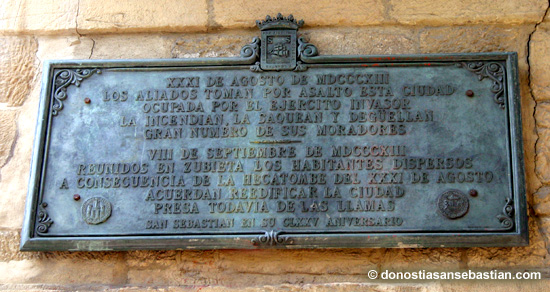 XXXI DE AGOSTO DE MDCCCXIII
LOS ALIADOS TOMAN POR ASALTO ESTA CIUDAD
OCUPADA POR EL EJERCITO INVASOR
LA INCENDIAN, LA SAQUEAN Y DEGÜELLAN
GRAN NUMERO DE SUS MORADORES
VIII DE SEPTIEMBRE DE MDCCCXIII
REUNIDOS EN ZUBIETA LOS HABITANTES DISPERSOS
A CONSECUENCIA DE LA HECATOMBE DEL XXXI DE AGOSTO
ACUERDAN REEDIFICAR LA CIUDAD
PRESA TODAVIA DE LAS LLAMAS
SAN SEBASTIAN EN SU CLXXV ANIVERSARIO
© donostiasansebastian.com